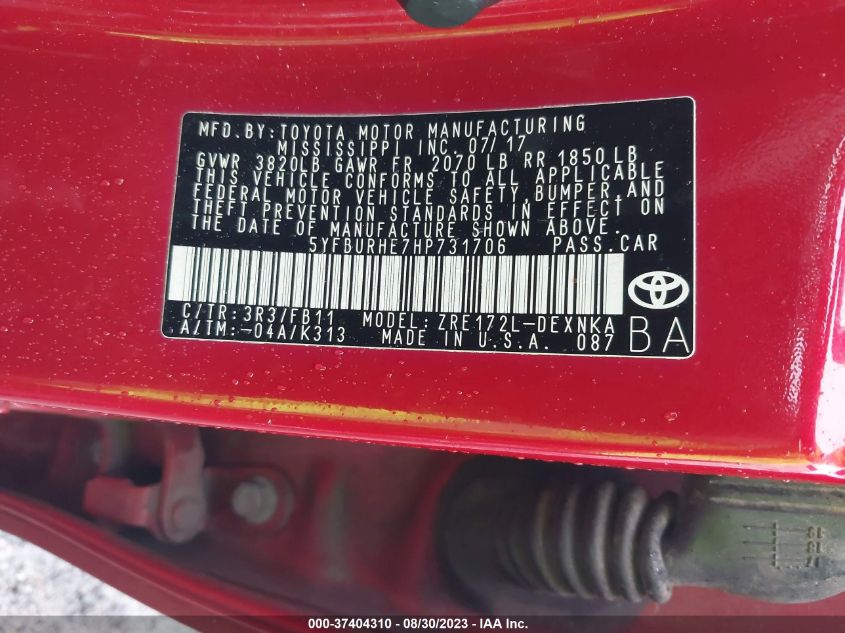 MFD.BY:TOYOTA MOTOR MANUFACTURING
MISSISSIPPI INC.07/17
GVWR 3820LB GAWR FR 2070 LB RR 1850 LB
THIS VEHICLE CONFORMS TO ALL APPLICABLE
FEDERAL MOTOR VEHICLE SAFETY,BUMPER,AND
THEFT PREVENTION STANDARDS IN EFFECT ON
THE DATE OF MANUFACTURE SHOWN ABOVE.
5YFBURHE7HP731706 PASS.CAR
C/TR:3R3/FB11 MODEL:ZRE172L-DEXNKA
A/TM:-04A/K313 MADE IN U.S.A. 087
BA
000-37404310 - 08/30/2023 - IAA Inc.